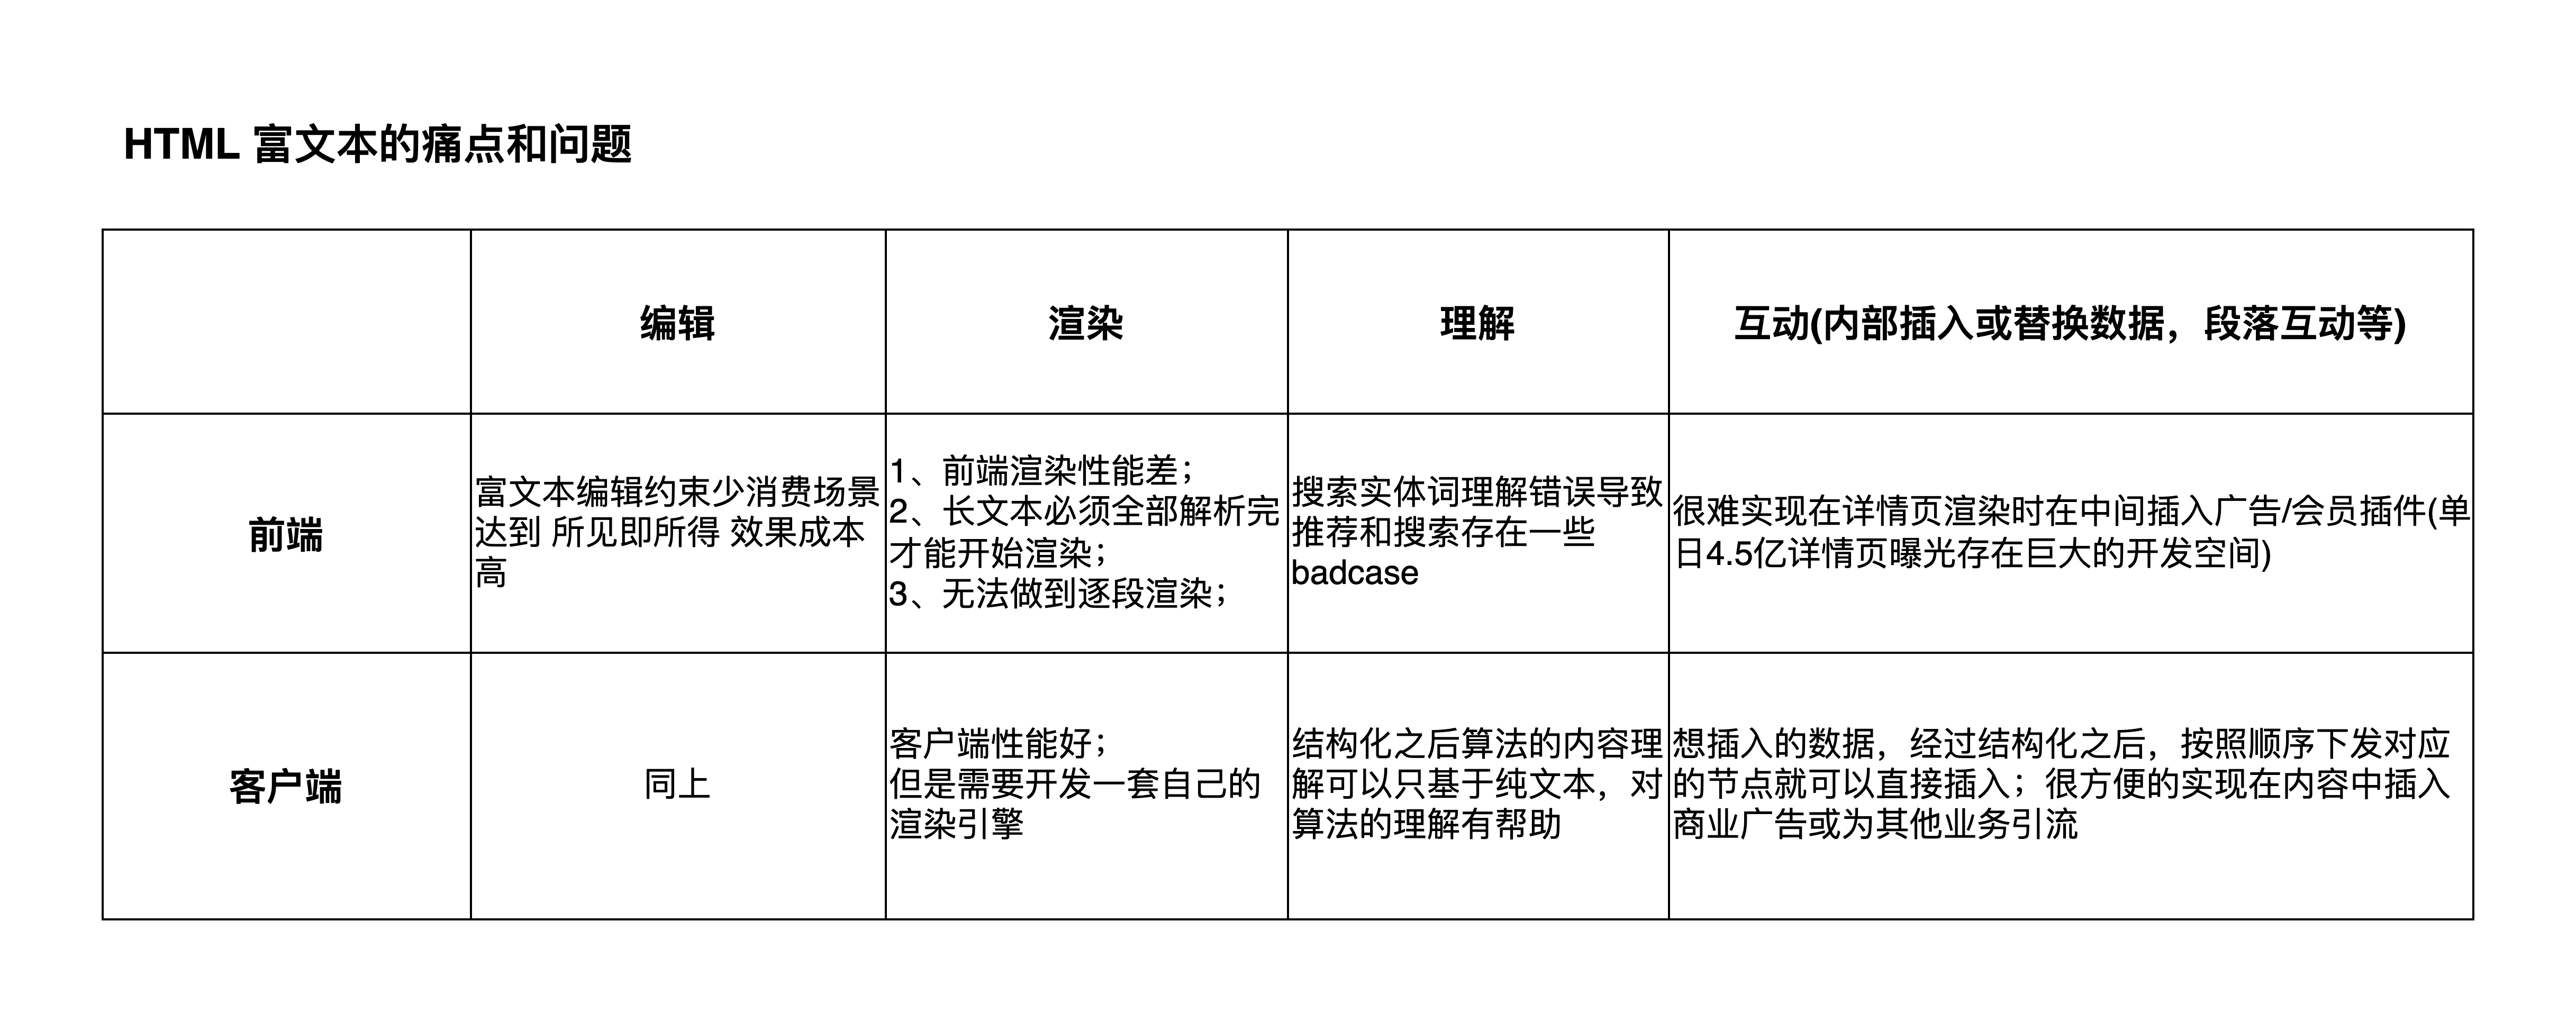 HTML 富文本的痛点和问题
编辑
渲染
理解
互动(内部插入或替换数据，段落互动等)
前端
富文本编辑约束少消费场景
达到 所见即所得 效果成本
高
1、前端渲染性能差；
2、长文本必须全部解析完
才能开始渲染；
3、无法做到逐段渲染；
搜索实体词理解错误导致
推荐和搜索存在一些
badcase
很难实现在详情页渲染时在中间插入广告/会员插件(单
日4.5亿详情页曝光存在巨大的开发空间)
客户端
同上
客户端性能好；
但是需要开发一套自己的
渲染引擎
结构化之后算法的内容理
解可以只基于纯文本，对
算法的理解有帮助
想插入的数据，经过结构化之后，按照顺序下发对应
的节点就可以直接插入；很方便的实现在内容中插入
商业广告或为其他业务引流